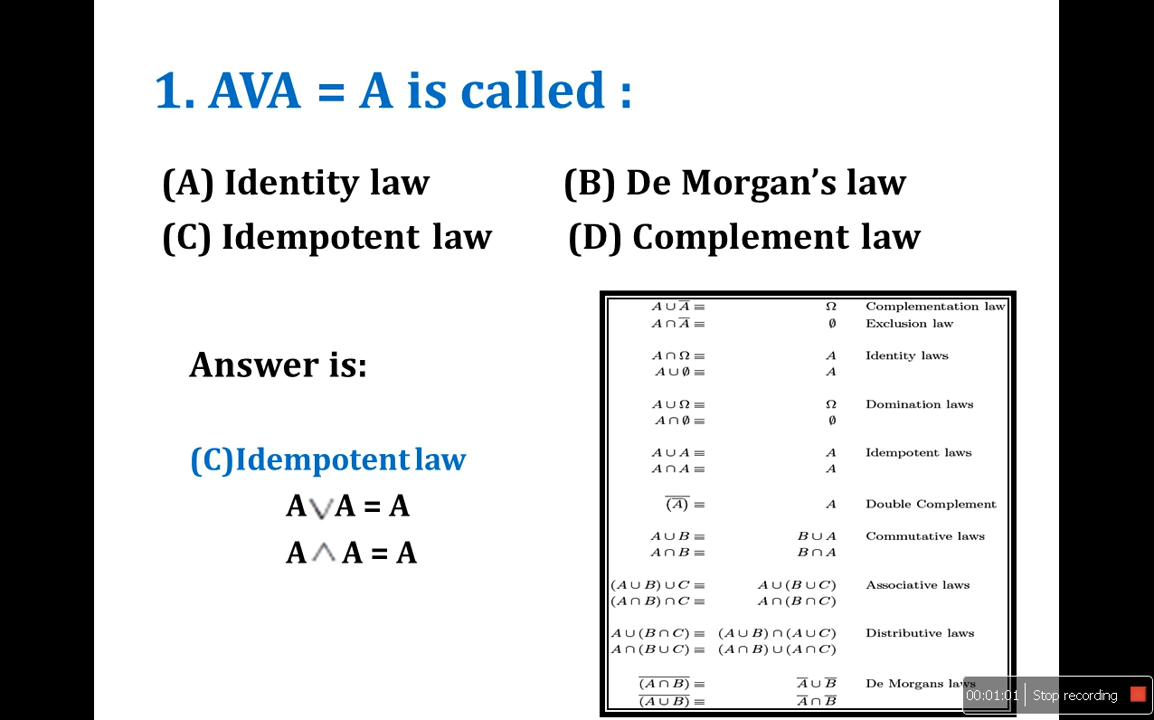 1. AVA = A is called :
(A) Identity law (B) De Morgan's law
(C) Idempotent law (D) Complement law
Answer is:
(C)Idempotent law
A∨A = A
A∧A = A
A ∪ A̅ = Ω Complementation law
A ∩ A̅ = ∅ Exclusion law
A ∩ Ω = A Identity laws
A ∪ ∅ = A
A ∪ Ω = Ω Domination laws
A ∩ ∅ = ∅
A ∪ A = A Idempotent laws
A ∩ A = A
(A̅) = A Double Complement
A ∪ B = B ∪ A Commutative laws
A ∩ B = B ∩ A
(A ∪ B) ∪ C = A ∪ (B ∪ C) Associative laws
(A ∩ B) ∩ C = A ∩ (B ∩ C)
A ∪ (B ∩ C) = (A ∪ B) ∩ (A ∪ C) Distributive laws
A ∩ (B ∪ C) = (A ∩ B) ∪ (A ∩ C)
(A ∩ B)̅ = A̅ ∪ B̅ De Morgans laws
(A ∪ B)̅ = A̅ ∩ B̅
00:01:01 Stop recording